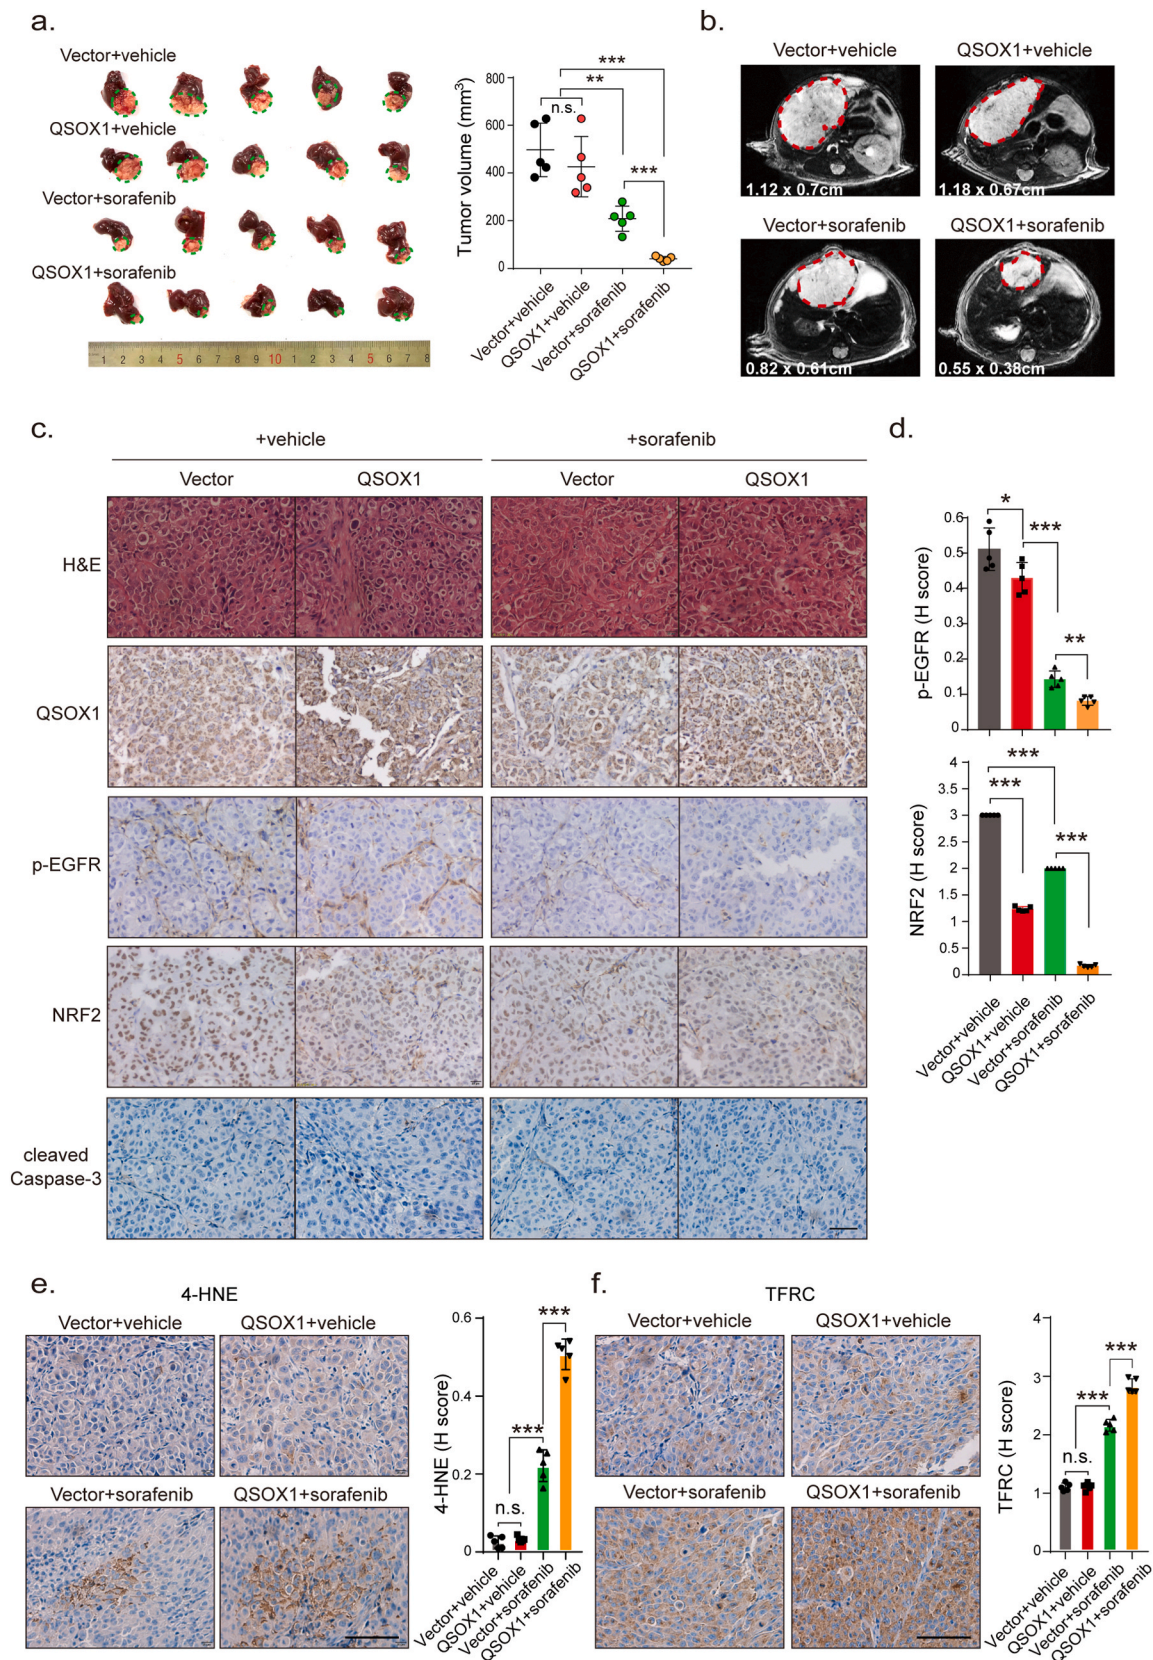 a.
Vector+vehicle
QSOX1+vehicle
Vector+sorafenib
QSOX1+sorafenib
1 2 3 4 5 6 7 8 9 10 1 2 3 4 5 6 7 8
Tumor volume (mm³)
800
600
400
200
0
***
**
n.s.
***
Vector+vehicle
QSOX1+vehicle
Vector+sorafenib
QSOX1+sorafenib
b.
Vector+vehicle QSOX1+vehicle
1.12 x 0.7cm 1.18 x 0.67cm
Vector+sorafenib QSOX1+sorafenib
0.82 x 0.61cm 0.55 x 0.38cm
c.
+vehicle +sorafenib
Vector QSOX1 Vector QSOX1
H&E
QSOX1
p-EGFR
NRF2
cleaved
Caspase-3
d.
p-EGFR (H score)
0.6
0.5
0.4
0.2
0.1
0
*
***
**
NRF2 (H score)
4
3
3
2
2
1.5
1
0.5
0
***
***
***
Vector+vehicle
QSOX1+vehicle
Vector+sorafenib
QSOX1+sorafenib
e.
4-HNE
Vector+vehicle QSOX1+vehicle
Vector+sorafenib QSOX1+sorafenib
4-HNE (H score)
0.6
0.4
0.2
0
***
***
n.s.
Vector+vehicle
QSOX1+vehicle
Vector+sorafenib
QSOX1+sorafenib
f.
TFRC
Vector+vehicle QSOX1+vehicle
Vector+sorafenib QSOX1+sorafenib
TFRC (H score)
4
3
2
1
0
***
***
n.s.
Vector+vehicle
QSOX1+vehicle
Vector+sorafenib
QSOX1+sorafenib